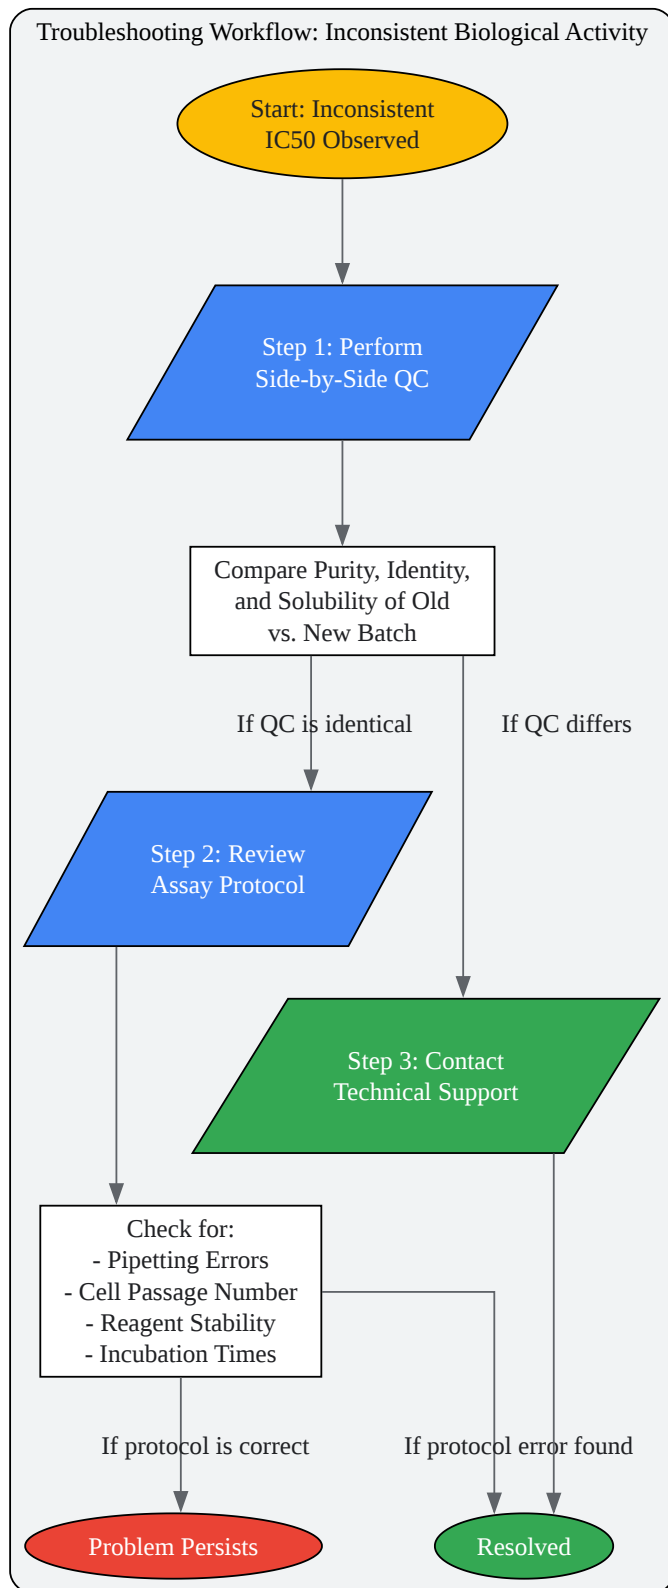 Troubleshooting Workflow: Inconsistent Biological Activity
Start: Inconsistent
IC50 Observed
Step 1: Perform
Side-by-Side QC
Compare Purity, Identity,
and Solubility of Old
vs. New Batch
If QC is identical
If QC differs
Step 2: Review
Assay Protocol
Step 3: Contact
Technical Support
Check for:
- Pipetting Errors
- Cell Passage Number
- Reagent Stability
- Incubation Times
If protocol is correct
If protocol error found
Problem Persists
Resolved